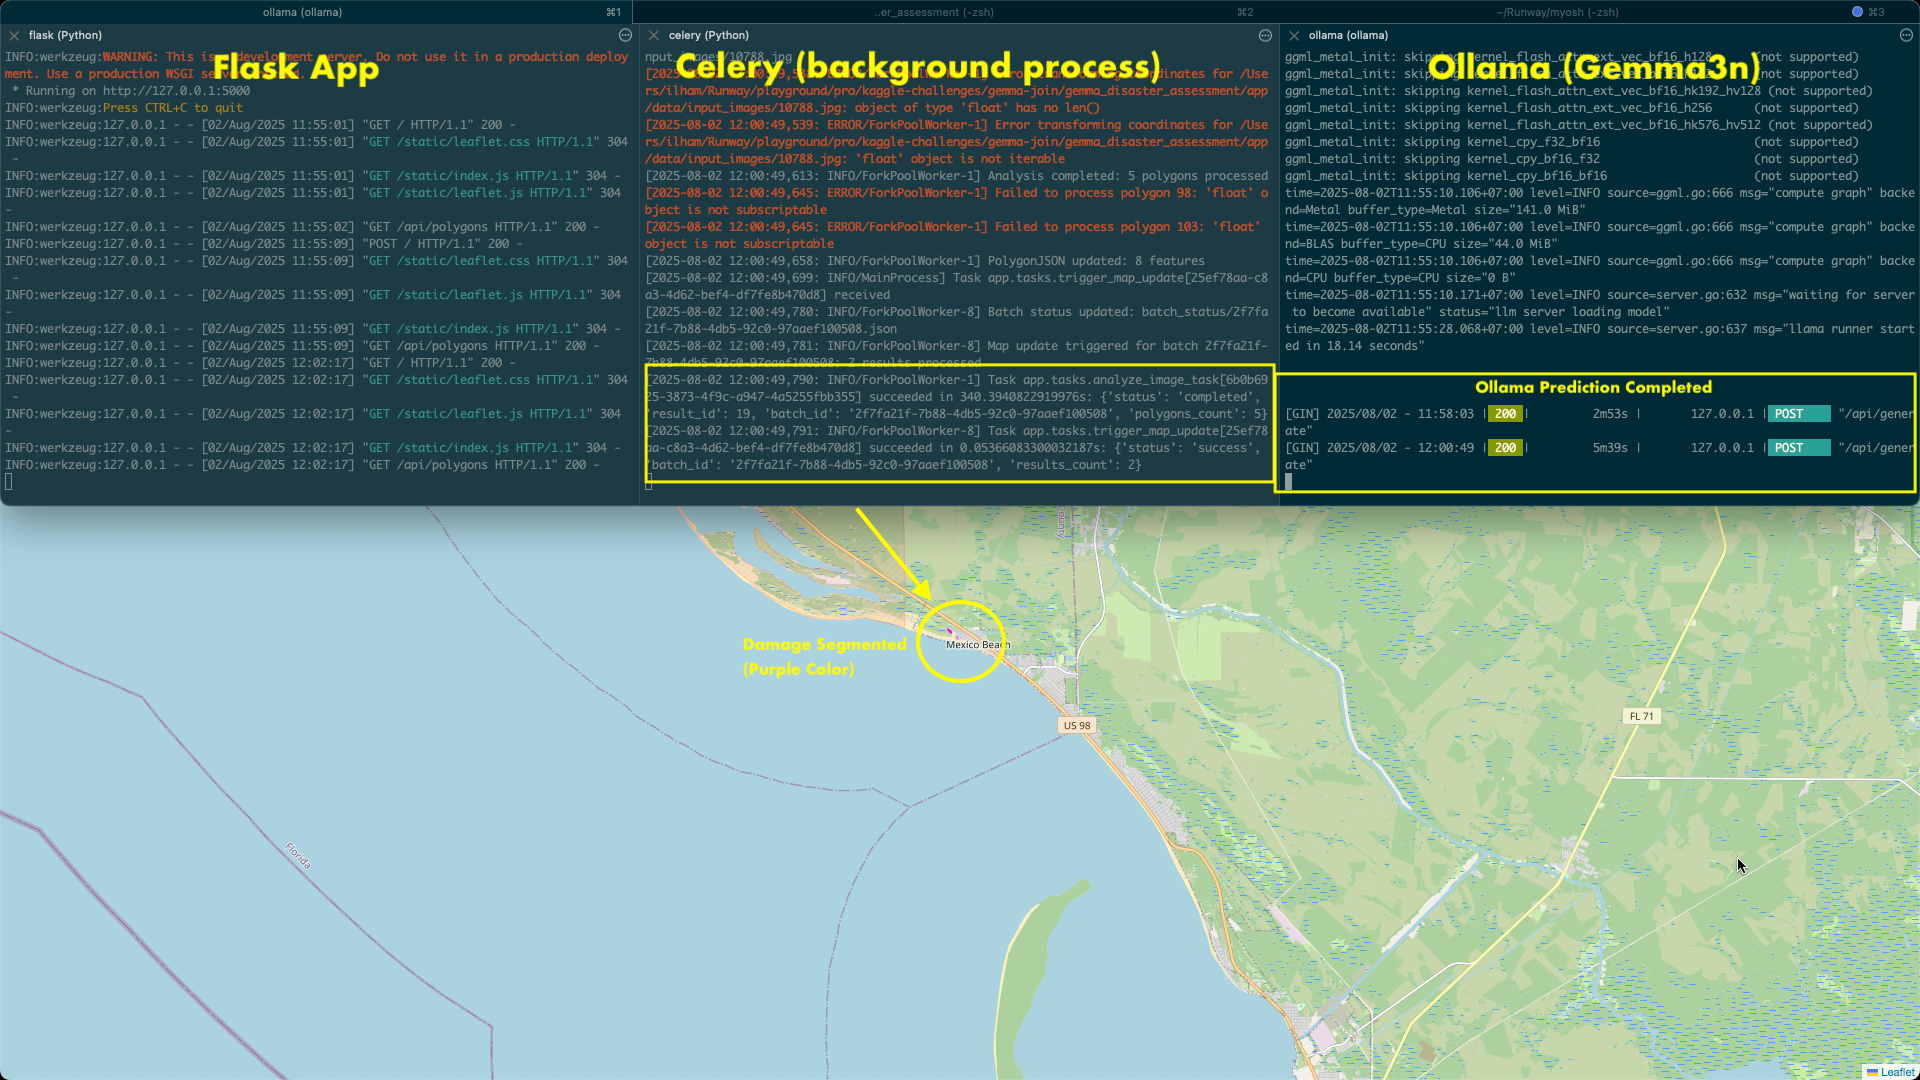 ollama (ollama) ⌘1
..er_assessment (-zsh) ⌘2
~/Runway/myosh (-zsh) ⌘3
flask (Python)
INFO:werkzeug:WARNING: This is development server. Do not use it in a production deploy
ment. Use a production WSGI
* Running on http://127.0.0.1:5000
INFO:werkzeug:Press CTRL+C to quit
INFO:werkzeug:127.0.0.1 - - [02/Aug/2025 11:55:01] "GET / HTTP/1.1" 200 -
INFO:werkzeug:127.0.0.1 - - [02/Aug/2025 11:55:01] "GET /static/leaflet.css HTTP/1.1" 304
-
INFO:werkzeug:127.0.0.1 - - [02/Aug/2025 11:55:01] "GET /static/index.js HTTP/1.1" 304 -
INFO:werkzeug:127.0.0.1 - - [02/Aug/2025 11:55:01] "GET /static/leaflet.js HTTP/1.1" 304
-
INFO:werkzeug:127.0.0.1 - - [02/Aug/2025 11:55:02] "GET /api/polygons HTTP/1.1" 200 -
INFO:werkzeug:127.0.0.1 - - [02/Aug/2025 11:55:09] "POST / HTTP/1.1" 200 -
INFO:werkzeug:127.0.0.1 - - [02/Aug/2025 11:55:09] "GET /static/leaflet.css HTTP/1.1" 304
-
INFO:werkzeug:127.0.0.1 - - [02/Aug/2025 11:55:09] "GET /static/leaflet.js HTTP/1.1" 304
-
INFO:werkzeug:127.0.0.1 - - [02/Aug/2025 11:55:09] "GET /static/index.js HTTP/1.1" 304 -
INFO:werkzeug:127.0.0.1 - - [02/Aug/2025 11:55:09] "GET /api/polygons HTTP/1.1" 200 -
INFO:werkzeug:127.0.0.1 - - [02/Aug/2025 12:02:17] "GET / HTTP/1.1" 200 -
INFO:werkzeug:127.0.0.1 - - [02/Aug/2025 12:02:17] "GET /static/leaflet.css HTTP/1.1" 304
-
INFO:werkzeug:127.0.0.1 - - [02/Aug/2025 12:02:17] "GET /static/leaflet.js HTTP/1.1" 304
-
INFO:werkzeug:127.0.0.1 - - [02/Aug/2025 12:02:17] "GET /static/index.js HTTP/1.1" 304 -
INFO:werkzeug:127.0.0.1 - - [02/Aug/2025 12:02:17] "GET /api/polygons HTTP/1.1" 200 -
Flask App
celery (Python)
nput_images/10788.jpg
rs/ilham/Runway/playground/pro/kaggle-challenges/gemma-join/gemma_disaster_assessment/app
/data/input_images/10788.jpg: object of type 'float' has no len()
[2025-08-02 12:00:49,539: ERROR/ForkPoolWorker-1] Error transforming coordinates for /Use
rs/ilham/Runway/playground/pro/kaggle-challenges/gemma-join/gemma_disaster_assessment/app
/data/input_images/10788.jpg: 'float' object is not iterable
[2025-08-02 12:00:49,613: INFO/ForkPoolWorker-1] Analysis completed: 5 polygons processed
[2025-08-02 12:00:49,645: ERROR/ForkPoolWorker-1] Failed to process polygon 98: 'float' o
bject is not subscriptable
[2025-08-02 12:00:49,645: ERROR/ForkPoolWorker-1] Failed to process polygon 103: 'float'
object is not subscriptable
[2025-08-02 12:00:49,658: INFO/ForkPoolWorker-1] PolygonJSON updated: 8 features
[2025-08-02 12:00:49,699: INFO/MainProcess] Task app.tasks.trigger_map_update[25ef78aa-c8
a3-4d62-bef4-df7fe8b470d8] received
[2025-08-02 12:00:49,780: INFO/ForkPoolWorker-8] Batch status updated: batch_status/2f7fa
21f-7b88-4db5-92c0-97aaef100508.json
[2025-08-02 12:00:49,781: INFO/ForkPoolWorker-8] Map update triggered for batch 2f7fa21f-
7b88-4db5-92c0-97aaef100508: 2 results processed
[2025-08-02 12:00:49,790: INFO/ForkPoolWorker-1] Task app.tasks.analyze_image_task[6b0b69
25-3873-4f9c-a947-4a5255fbb355] succeeded in 340.3940822919976s: {'status': 'completed',
'result_id': 19, 'batch_id': '2f7fa21f-7b88-4db5-92c0-97aaef100508', 'polygons_count': 5}
[2025-08-02 12:00:49,791: INFO/ForkPoolWorker-8] Task app.tasks.trigger_map_update[25ef78
aa-c8a3-4d62-bef4-df7fe8b470d8] succeeded in 0.05366083300032187s: {'status': 'success',
'batch_id': '2f7fa21f-7b88-4db5-92c0-97aaef100508', 'results_count': 2}
Celery (background process)
ollama (ollama)
ggml_metal_init: skipping kernel_flash_attn_ext_vec_bf16_h128 (not supported)
ggml_metal_init: skipping (not supported)
ggml_metal_init: skipping kernel_flash_attn_ext_vec_bf16_hk192_hv128 (not supported)
ggml_metal_init: skipping kernel_flash_attn_ext_vec_bf16_h256 (not supported)
ggml_metal_init: skipping kernel_flash_attn_ext_vec_bf16_hk576_hv512 (not supported)
ggml_metal_init: skipping kernel_cpy_f32_bf16 (not supported)
ggml_metal_init: skipping kernel_cpy_bf16_f32 (not supported)
ggml_metal_init: skipping kernel_cpy_bf16_bf16 (not supported)
time=2025-08-02T11:55:10.106+07:00 level=INFO source=ggml.go:666 msg="compute graph" backe
nd=Metal buffer_type=Metal size="141.0 MiB"
time=2025-08-02T11:55:10.106+07:00 level=INFO source=ggml.go:666 msg="compute graph" backe
nd=BLAS buffer_type=CPU size="44.0 MiB"
time=2025-08-02T11:55:10.106+07:00 level=INFO source=ggml.go:666 msg="compute graph" backe
nd=CPU buffer_type=CPU size="0 B"
time=2025-08-02T11:55:10.171+07:00 level=INFO source=server.go:632 msg="waiting for server
to become available" status="llm server loading model"
time=2025-08-02T11:55:28.068+07:00 level=INFO source=server.go:637 msg="llama runner start
ed in 18.14 seconds"
Ollama (Gemma3n)
Ollama Prediction Completed
[GIN] 2025/08/02 - 11:58:03 | 200 | 2m53s | 127.0.0.1 | POST "/api/gener
ate"
[GIN] 2025/08/02 - 12:00:49 | 200 | 5m39s | 127.0.0.1 | POST "/api/gener
ate"
County
Damage Segmented
(Purple Color)
Mexico Beach
US 98
FL 71
Florida
Leaflet